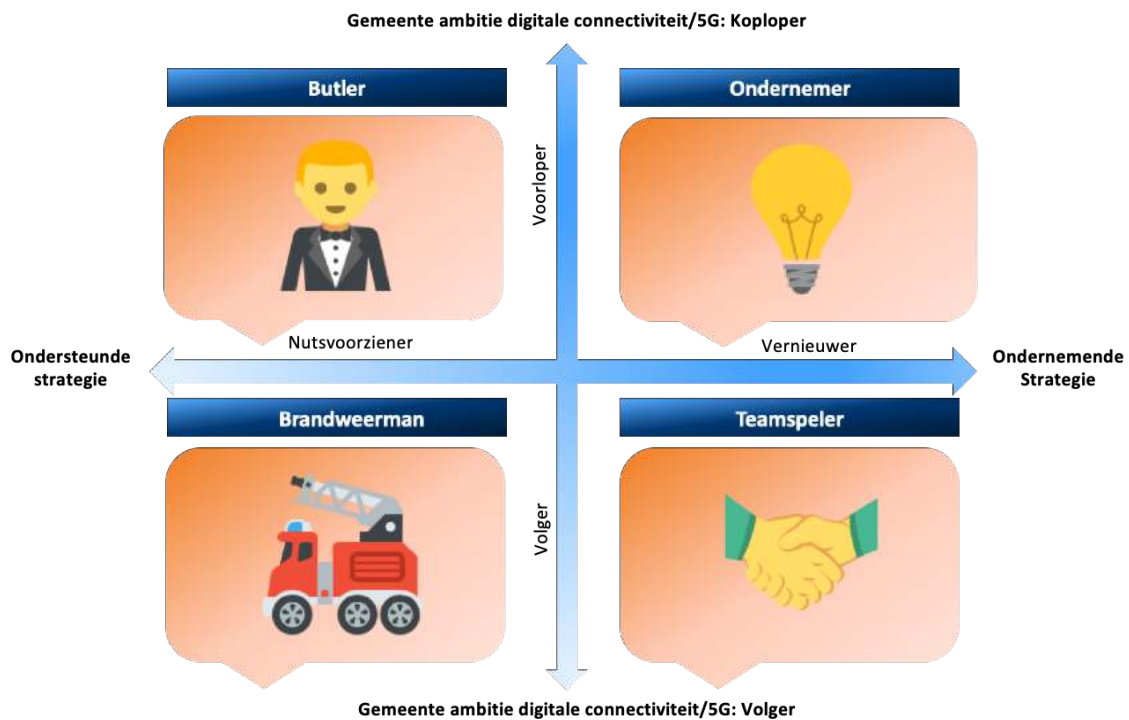 Gemeente ambitie digitale connectiviteit/5G: Koploper
Butler
Ondernemer
Voorloper
Nutsvoorziener
Vernieuwer
Ondersteunde
strategie
Ondernemende
Strategie
Brandweerman
Teamspeler
Volger
Gemeente ambitie digitale connectiviteit/5G: Volger